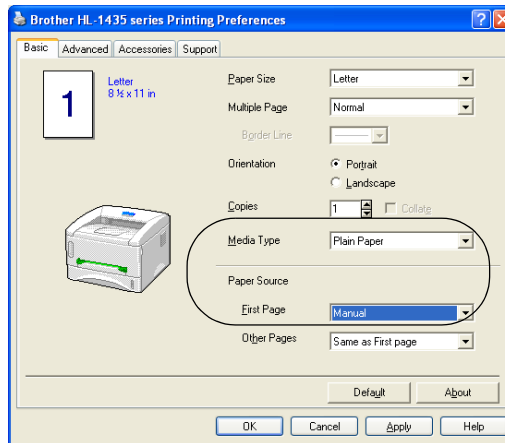 Brother HL-1435 series Printing Preferences
Basic Advanced Accessories Support
1
Letter
8 ½ x 11 in
Paper Size Letter
Multiple Page Normal
Border Line
Orientation Portrait
Landscape
Copies 1 Collate
Media Type Plain Paper
Paper Source
First Page Manual
Other Pages Same as First page
Default About
OK Cancel Apply Help